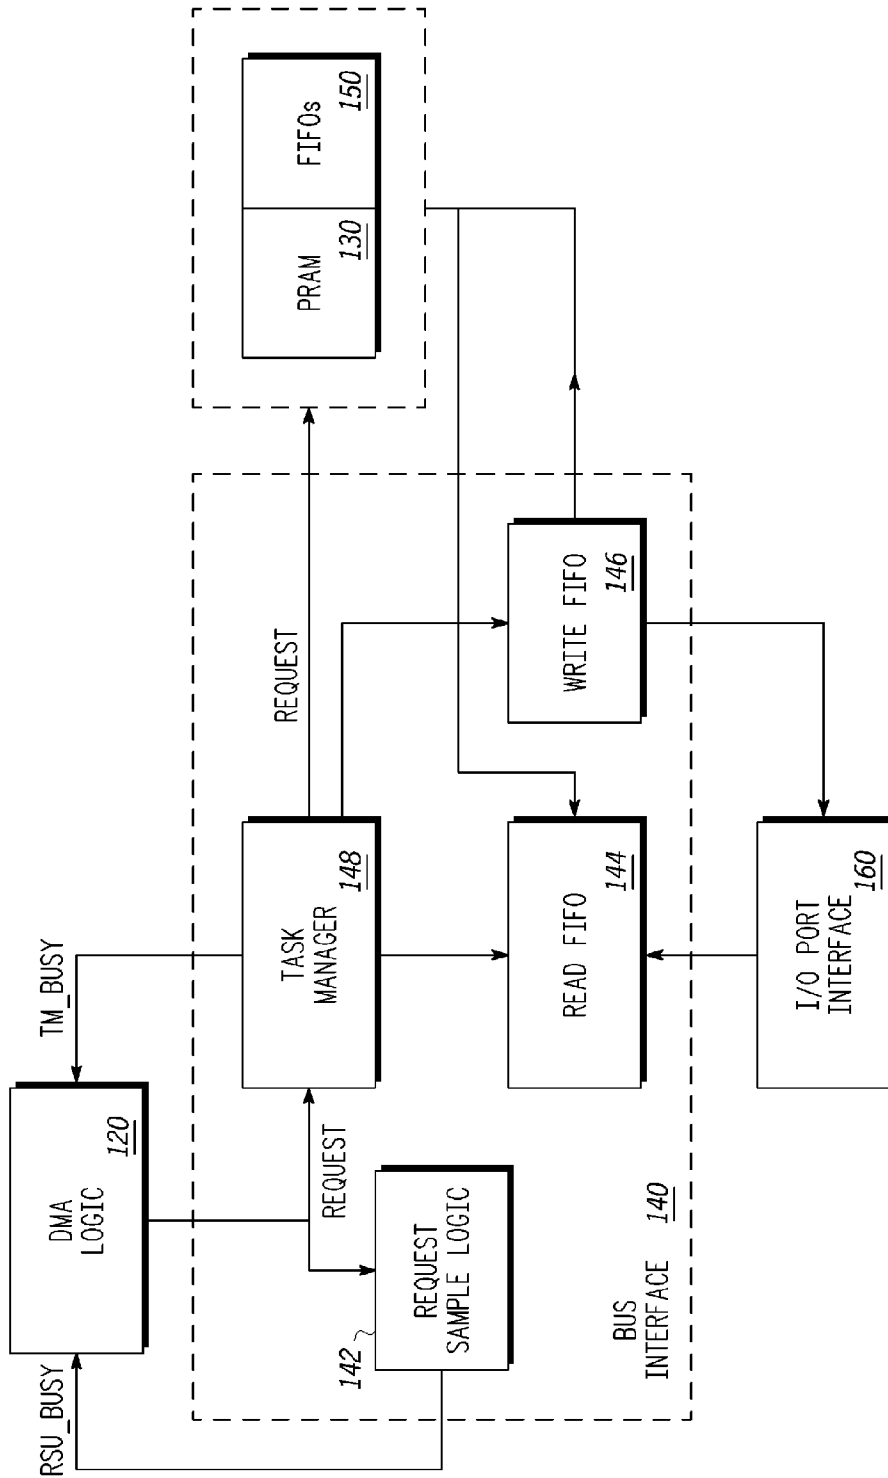 RSU_BUSY
DMA
LOGIC
120
TM_BUSY
142
REQUEST
SAMPLE LOGIC
REQUEST
TASK
MANAGER
148
REQUEST
PRAM
130
FIFOs
150
READ FIFO
144
WRITE FIFO
146
BUS
INTERFACE 140
I/O PORT
INTERFACE
160